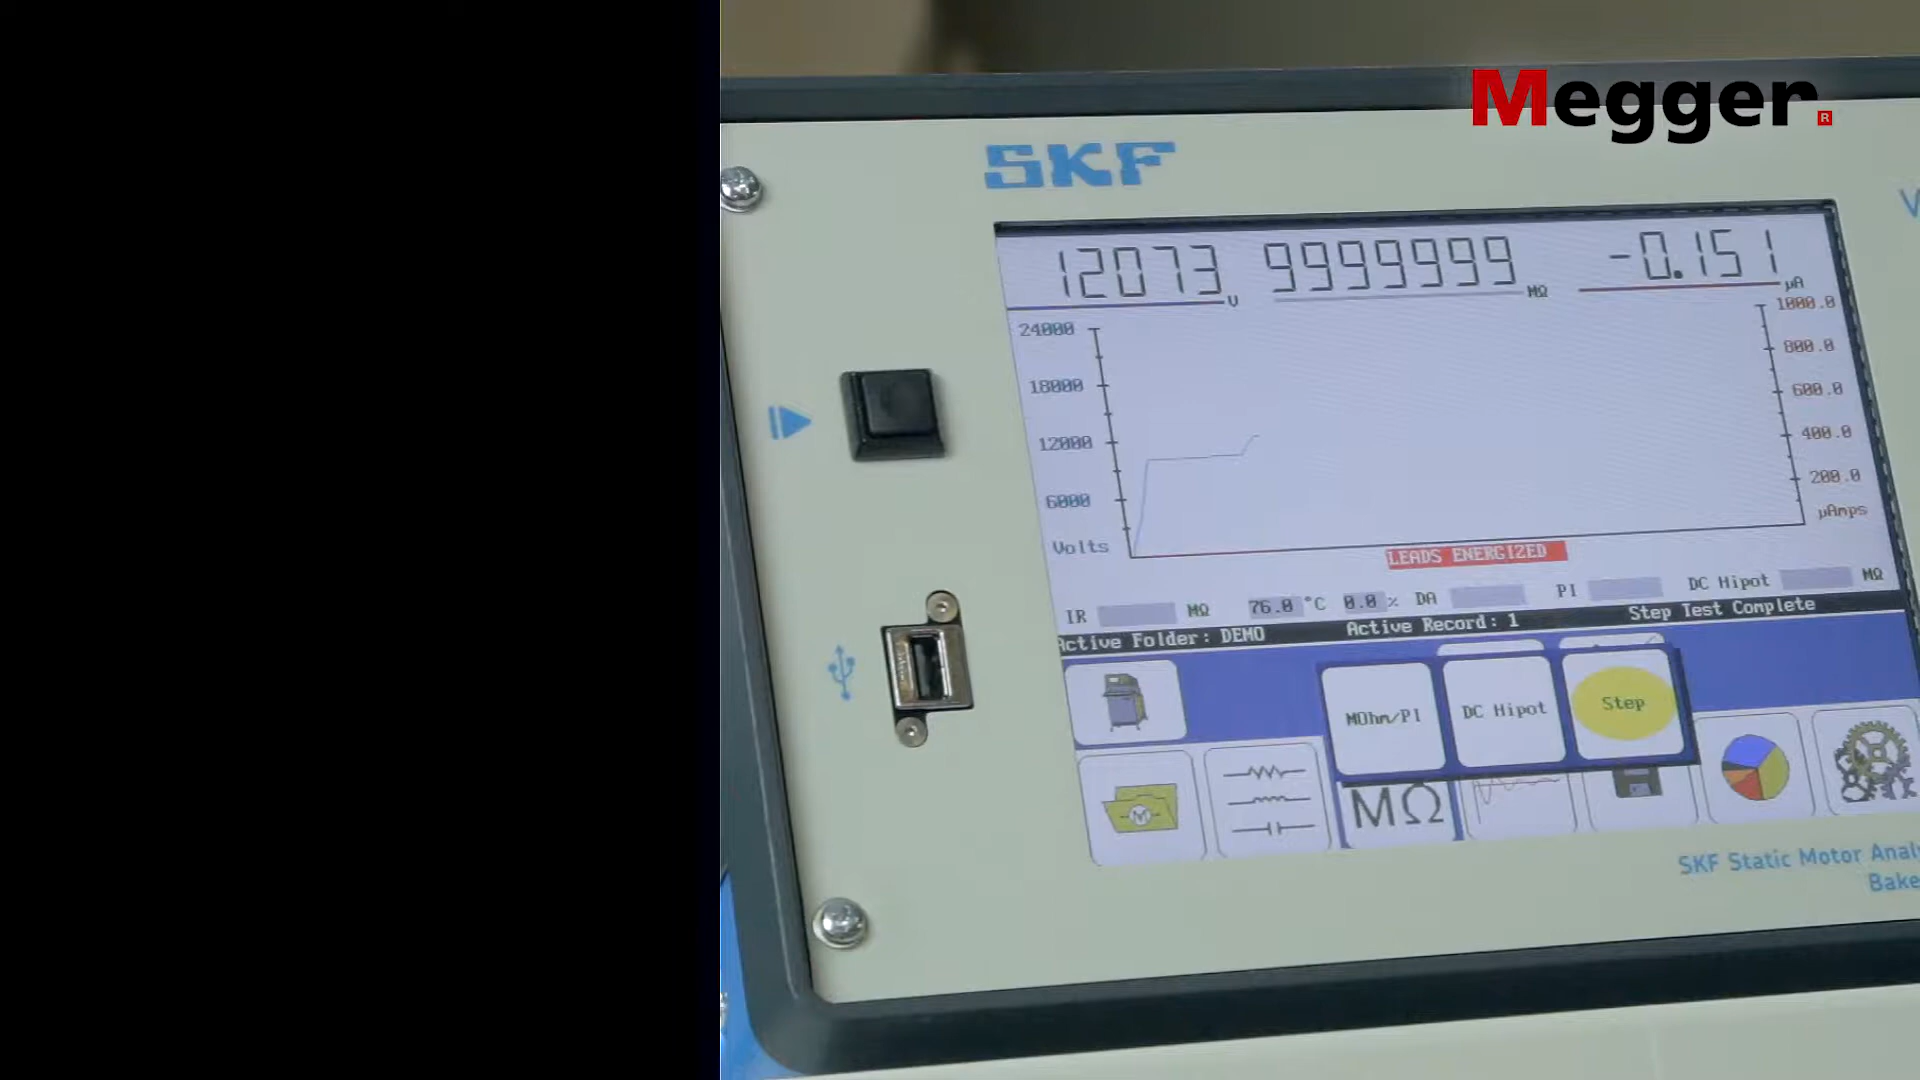 Megger.
SKF
12073 V 9999999 MΩ -0.151 µA
24000
18000
12000
6000
Volts
1000.0
800.0
600.0
400.0
200.0
µAmps
LEADS ENERGIZED
IR MΩ 76.0 °C 0.0 % DA PI DC Hipot MΩ
Active Folder: DEMO Active Record: 1 Step Test Complete
MOhm/PI DC Hipot Step
M
MΩ
SKF Static Motor Analy
Bake